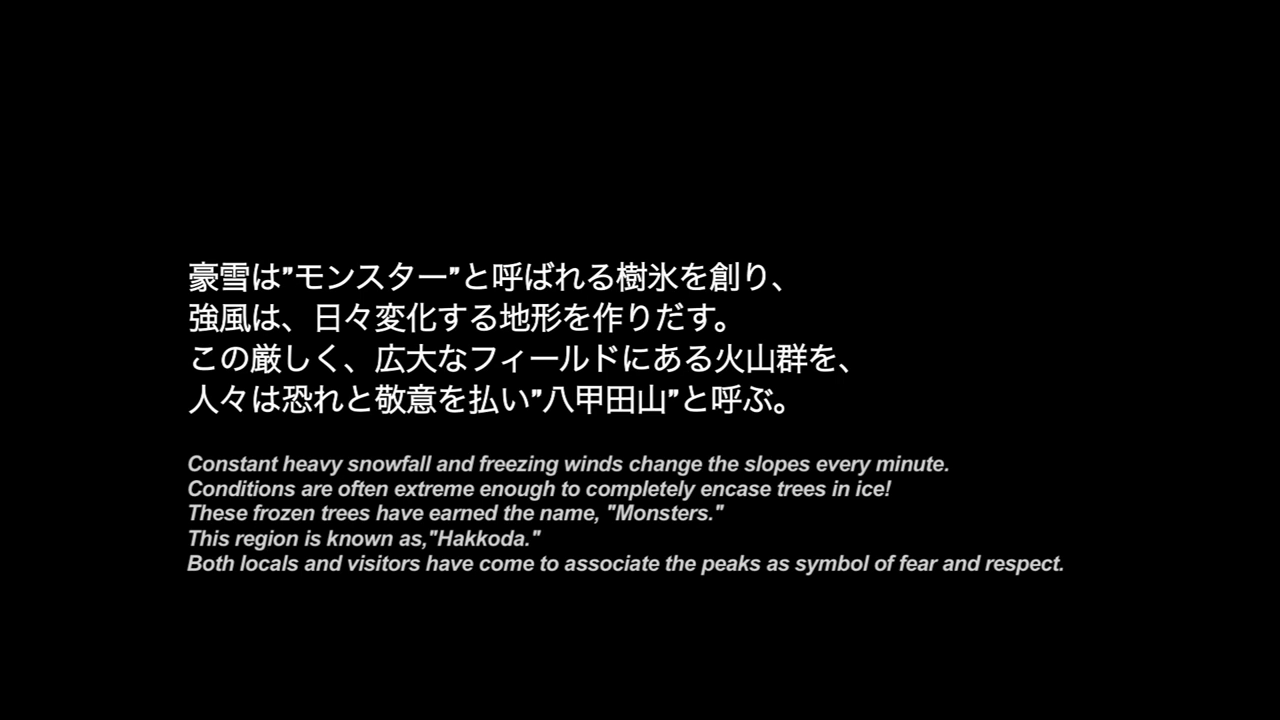 豪雪は”モンスター”と呼ばれる樹氷を創り、
強風は、日々変化する地形を作りだす。
この厳しく、広大なフィールドにある火山群を、
人々は恐れと敬意を払い”八甲田山”と呼ぶ。
Constant heavy snowfall and freezing winds change the slopes every minute.
Conditions are often extreme enough to completely encase trees in ice!
These frozen trees have earned the name, "Monsters."
This region is known as,"Hakkoda."
Both locals and visitors have come to associate the peaks as symbol of fear and respect.